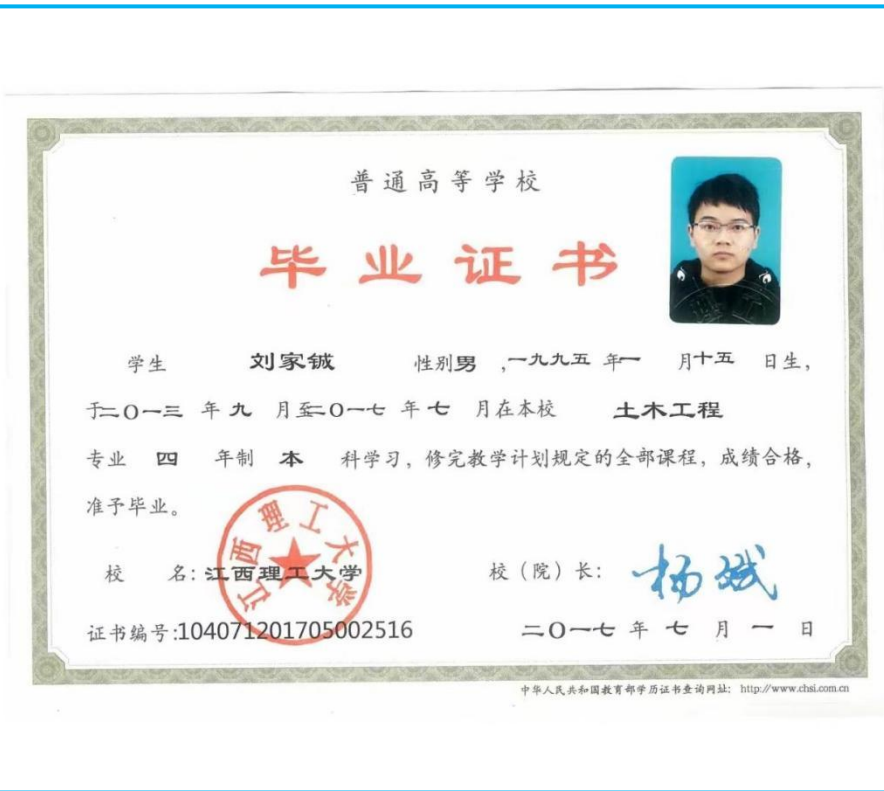 普通高等学校
毕业证书
学生 刘家铖 性别男 ,一九九五 年一 月十五 日生,
于二0一三 年 九 月至二0一七 年 七 月在本校 土木工程
专业 四 年制 本 科学习，修完教学计划规定的全部课程，成绩合格，
准予毕业。
江西理工大学
校 名: 江西理工大学 校（院）长: 杨斌
证书编号:104071201705002516 二0一七 年 七 月 一 日
中华人民共和国教育部学历证书查询网址: http://www.chsi.com.cn